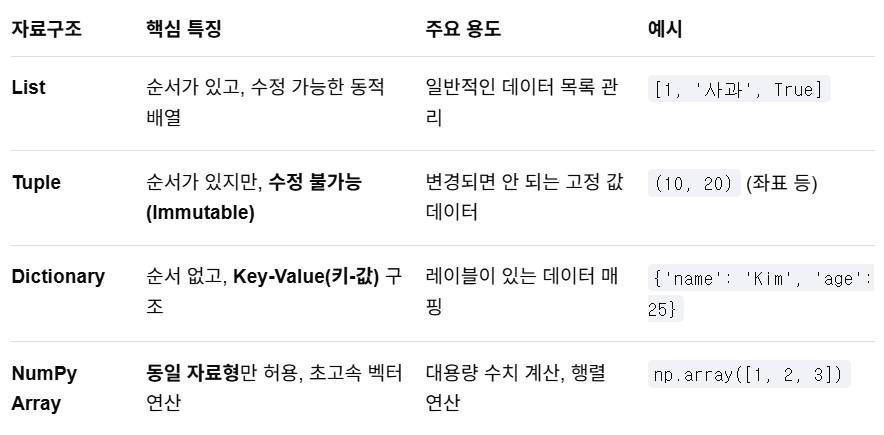 자료구조 핵심 특징 주요 용도 예시
List 순서가 있고, 수정 가능한 동적 일반적인 데이터 목록 관 [1, '사과', True]
배열 리
Tuple 순서가 있지만, 수정 불가능 변경되면 안 되는 고정 값 (10, 20) (좌표 등)
(Immutable) 데이터
Dictionary 순서 없고, Key-Value(키-값) 구 레이블이 있는 데이터 매 {'name': 'Kim', 'age':
조 핑 25}
NumPy 동일 자료형만 허용, 초고속 벡터 대용량 수치 계산, 행렬 np.array([1, 2, 3])
Array 연산 연산